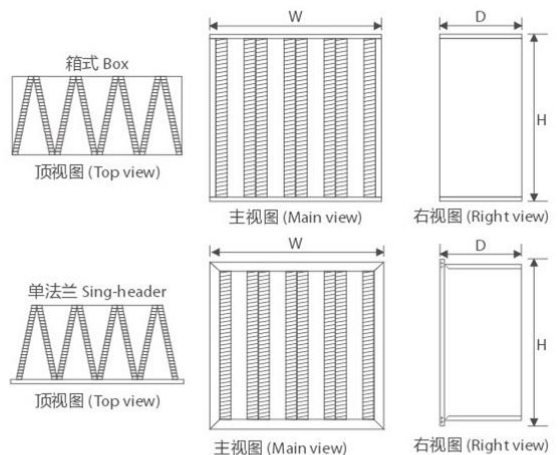 W
D
箱式 Box
H
顶视图 (Top view)
主视图 (Main view)
右视图 (Right view)
W
D
单法兰 Sing-header
H
顶视图 (Top view)
主视图 (Main view)
右视图 (Right view)